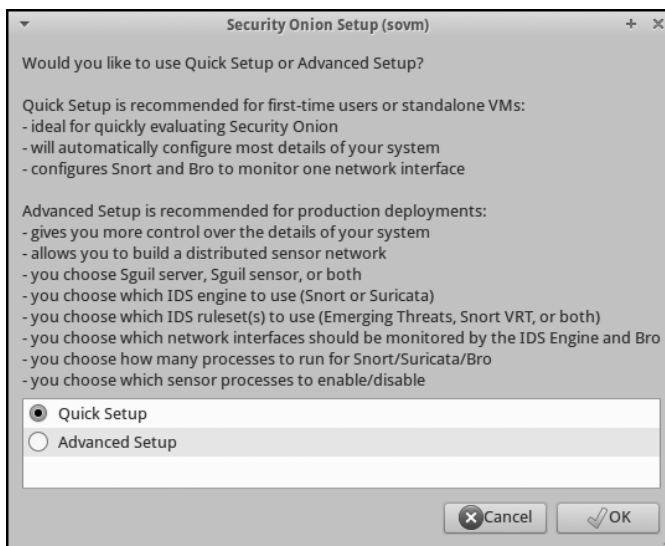 Security Onion Setup (sovm)
Would you like to use Quick Setup or Advanced Setup?
Quick Setup is recommended for first-time users or standalone VMs:
- ideal for quickly evaluating Security Onion
- will automatically configure most details of your system
- configures Snort and Bro to monitor one network interface
Advanced Setup is recommended for production deployments:
- gives you more control over the details of your system
- allows you to build a distributed sensor network
- you choose Sguil server, Sguil sensor, or both
- you choose which IDS engine to use (Snort or Suricata)
- you choose which IDS ruleset(s) to use (Emerging Threats, Snort VRT, or both)
- you choose which network interfaces should be monitored by the IDS Engine and Bro
- you choose how many processes to run for Snort/Suricata/Bro
- you choose which sensor processes to enable/disable
Quick Setup
Advanced Setup
Cancel
OK